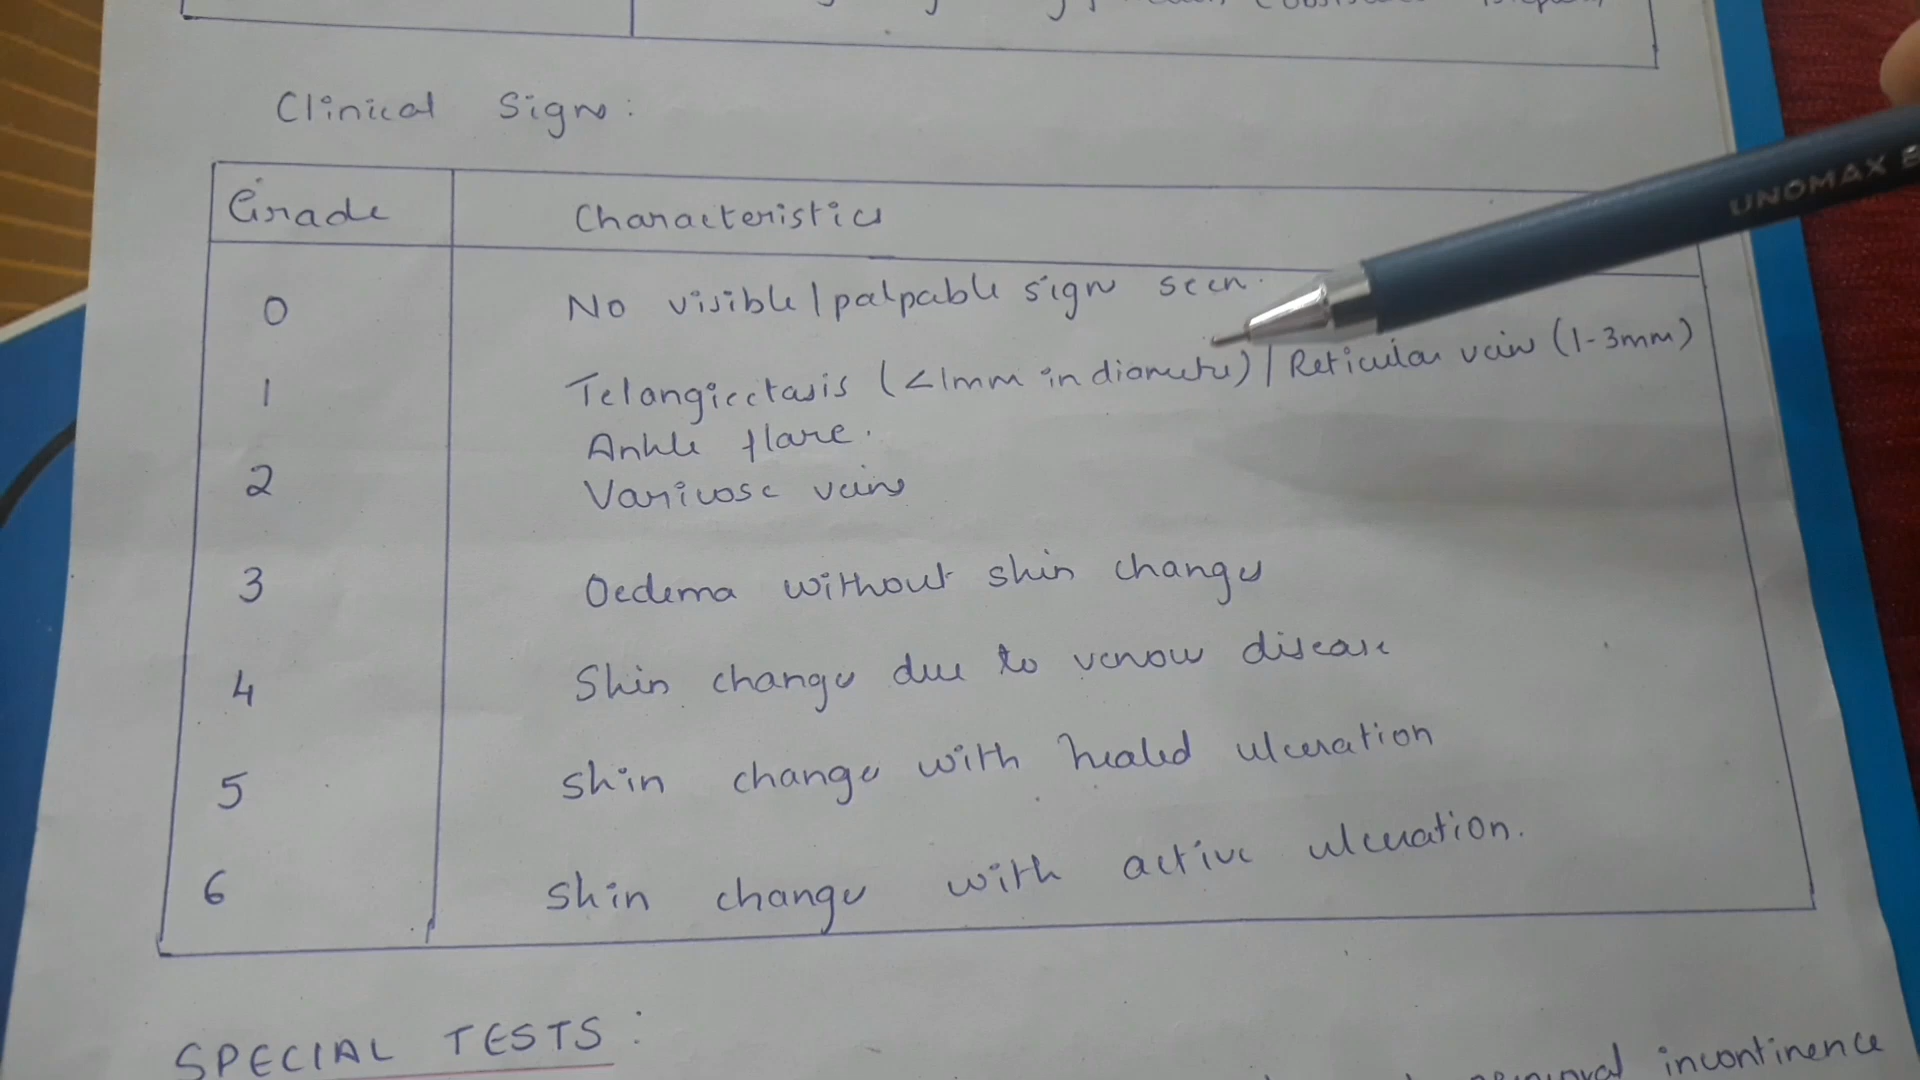 Clinical Signs:
Grade
Characteristics
0
No visible/palpable signs seen.
1
Telangiectasis (<1mm in diameter)/Reticular veins (1-3mm)
Ankle flare.
2
Varicose veins
3
Oedema without skin changes
4
Skin changes due to venous disease
5
Skin changes with healed ulceration
6
Skin changes with active ulceration.
SPECIAL TESTS:
incontinence
UNOMAX